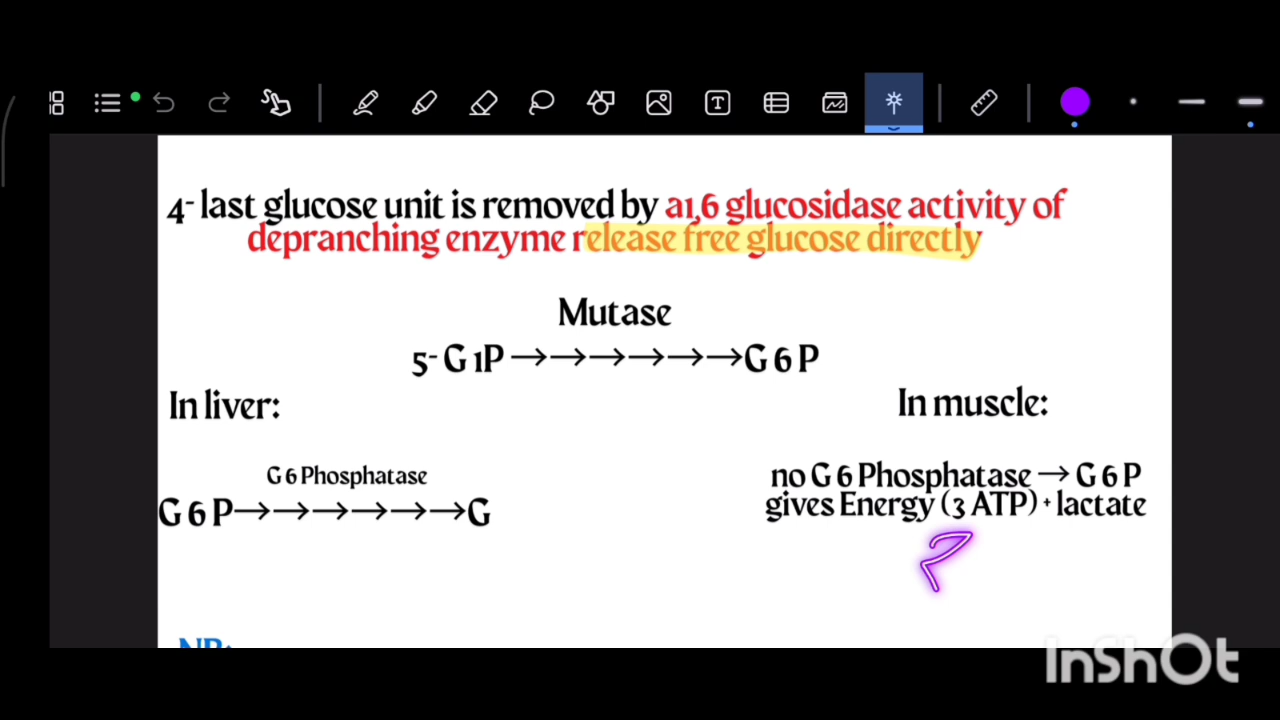 4- last glucose unit is removed by a1,6 glucosidase activity of
depranching enzyme release free glucose directly
Mutase
5- G 1P →→→→→→G 6 P
In liver:
In muscle:
G 6 Phosphatase
G 6 P→→→→→→G
no G 6 Phosphatase → G 6 P
gives Energy (3 ATP) + lactate
InShOt